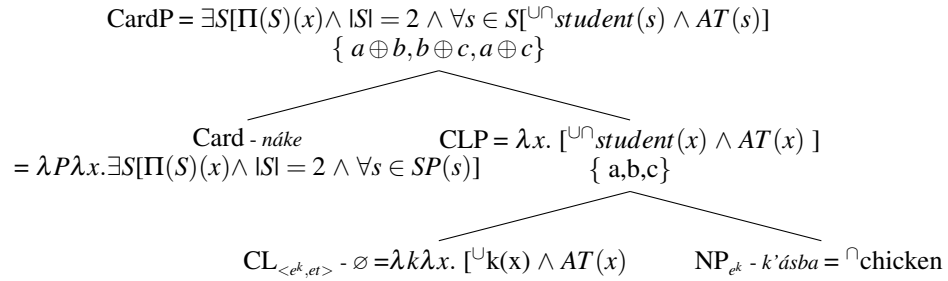 CardP = ∃S[Π(S)(x)∧ |S| = 2 ∧ ∀s ∈ S[∪∩student(s) ∧ AT(s)]
{ a ⊕ b, b ⊕ c, a ⊕ c}
Card - náke CLP = λx. [∪∩student(x) ∧ AT(x) ]
= λPλx.∃S[Π(S)(x)∧ |S| = 2 ∧ ∀s ∈ SP(s)] { a,b,c}
CL<e^k,et> - ∅ =λkλx. [∪k(x) ∧ AT(x) NP_e^k - k'ásba = ∩chicken